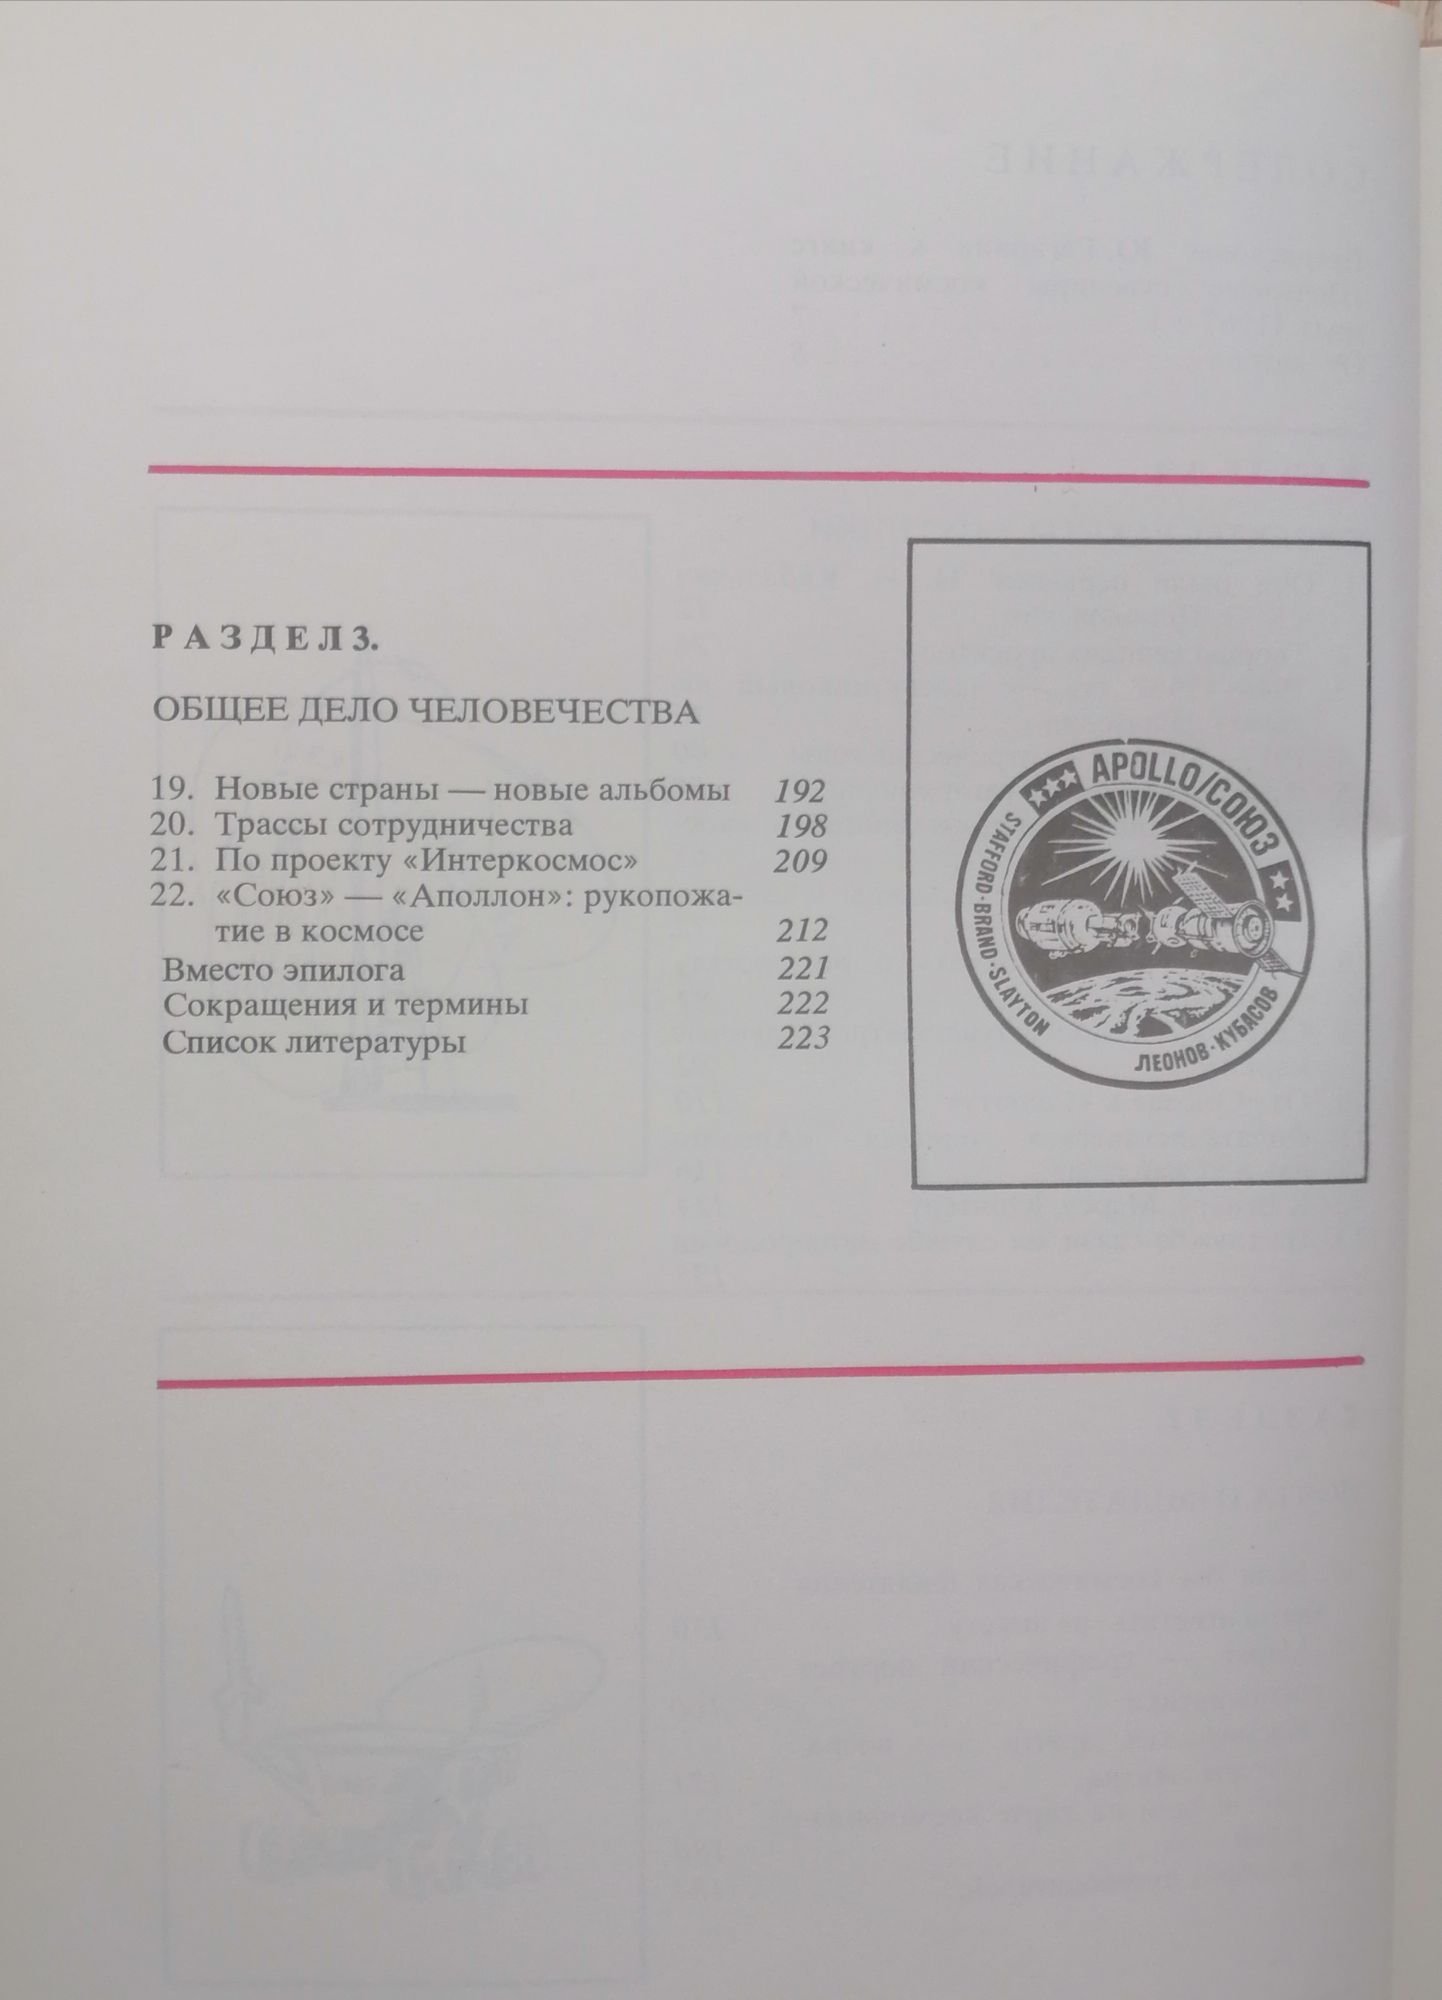 РАЗДЕЛ 3.
ОБЩЕЕ ДЕЛО ЧЕЛОВЕЧЕСТВА
19. Новые страны — новые альбомы 192
20. Трассы сотрудничества 198
21. По проекту «Интеркосмос» 209
22. «Союз» — «Аполлон»: рукопожа-
тие в космосе 212
Вместо эпилога 221
Сокращения и термины 222
Список литературы 223
APOLLO/СОЮЗ
STAFFORD·BRAND·SLAYTON
ЛЕОНОВ·КУБАСОВ